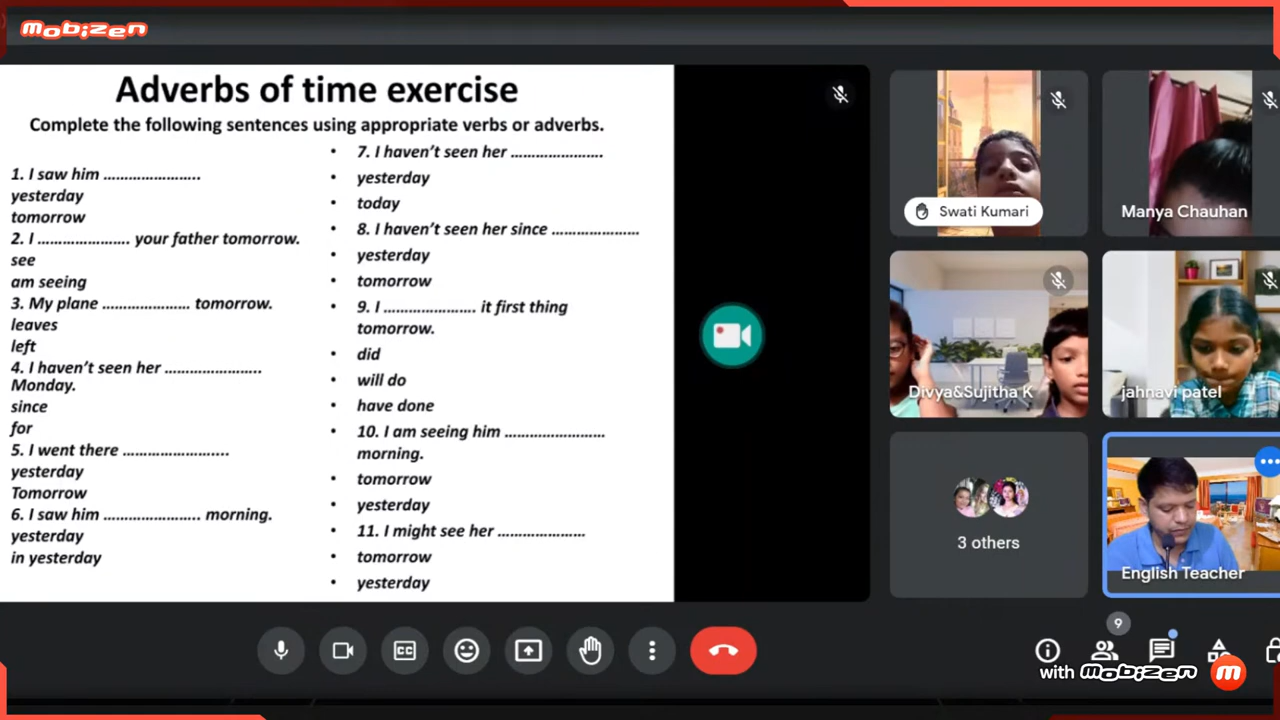 mobizen
Adverbs of time exercise
Complete the following sentences using appropriate verbs or adverbs.
1. I saw him …………………..
yesterday
tomorrow
2. I …………………. your father tomorrow.
see
am seeing
3. My plane ………………… tomorrow.
leaves
left
4. I haven’t seen her …………………..
Monday.
since
for
5. I went there ……………………..
yesterday
Tomorrow
6. I saw him ………………….. morning.
yesterday
in yesterday
• 7. I haven’t seen her ………………….
• yesterday
• today
• 8. I haven’t seen her since …………………
• yesterday
• tomorrow
• 9. I …………………. it first thing
tomorrow.
• did
• will do
• have done
• 10. I am seeing him ……………………
morning.
• tomorrow
• yesterday
• 11. I might see her …………………
• tomorrow
• yesterday
Swati Kumari
Manya Chauhan
Divya&Sujitha K
jahnavi patel
3 others
English Teacher
CC
9
with mobizen m